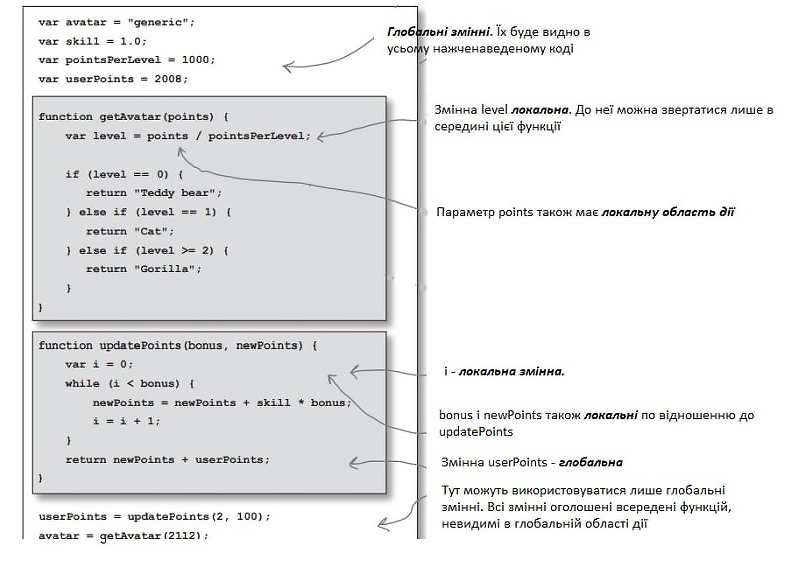 var avatar = "generic";
var skill = 1.0;
var pointsPerLevel = 1000;
var userPoints = 2008;
function getAvatar(points) {
var level = points / pointsPerLevel;
if (level == 0) {
return "Teddy bear";
} else if (level == 1) {
return "Cat";
} else if (level >= 2) {
return "Gorilla";
}
}
function updatePoints(bonus, newPoints) {
var i = 0;
while (i < bonus) {
newPoints = newPoints + skill * bonus;
i = i + 1;
}
return newPoints + userPoints;
}
userPoints = updatePoints(2, 100);
avatar = getAvatar(2112);
Глобальні змінні. Їх буде видно в
усьому нажченаведеному коді
Змінна level локальна. До неї можна звертатися лише в
середині цієї функції
Параметр points також має локальну область дії
i - локальна змінна.
bonus і newPoints також локальні по відношенню до
updatePoints
Змінна userPoints - глобальна
Тут можуть використовуватися лише глобальні
змінні. Всі змінні оголошені всередені функцій,
невидимі в глобальній області дії